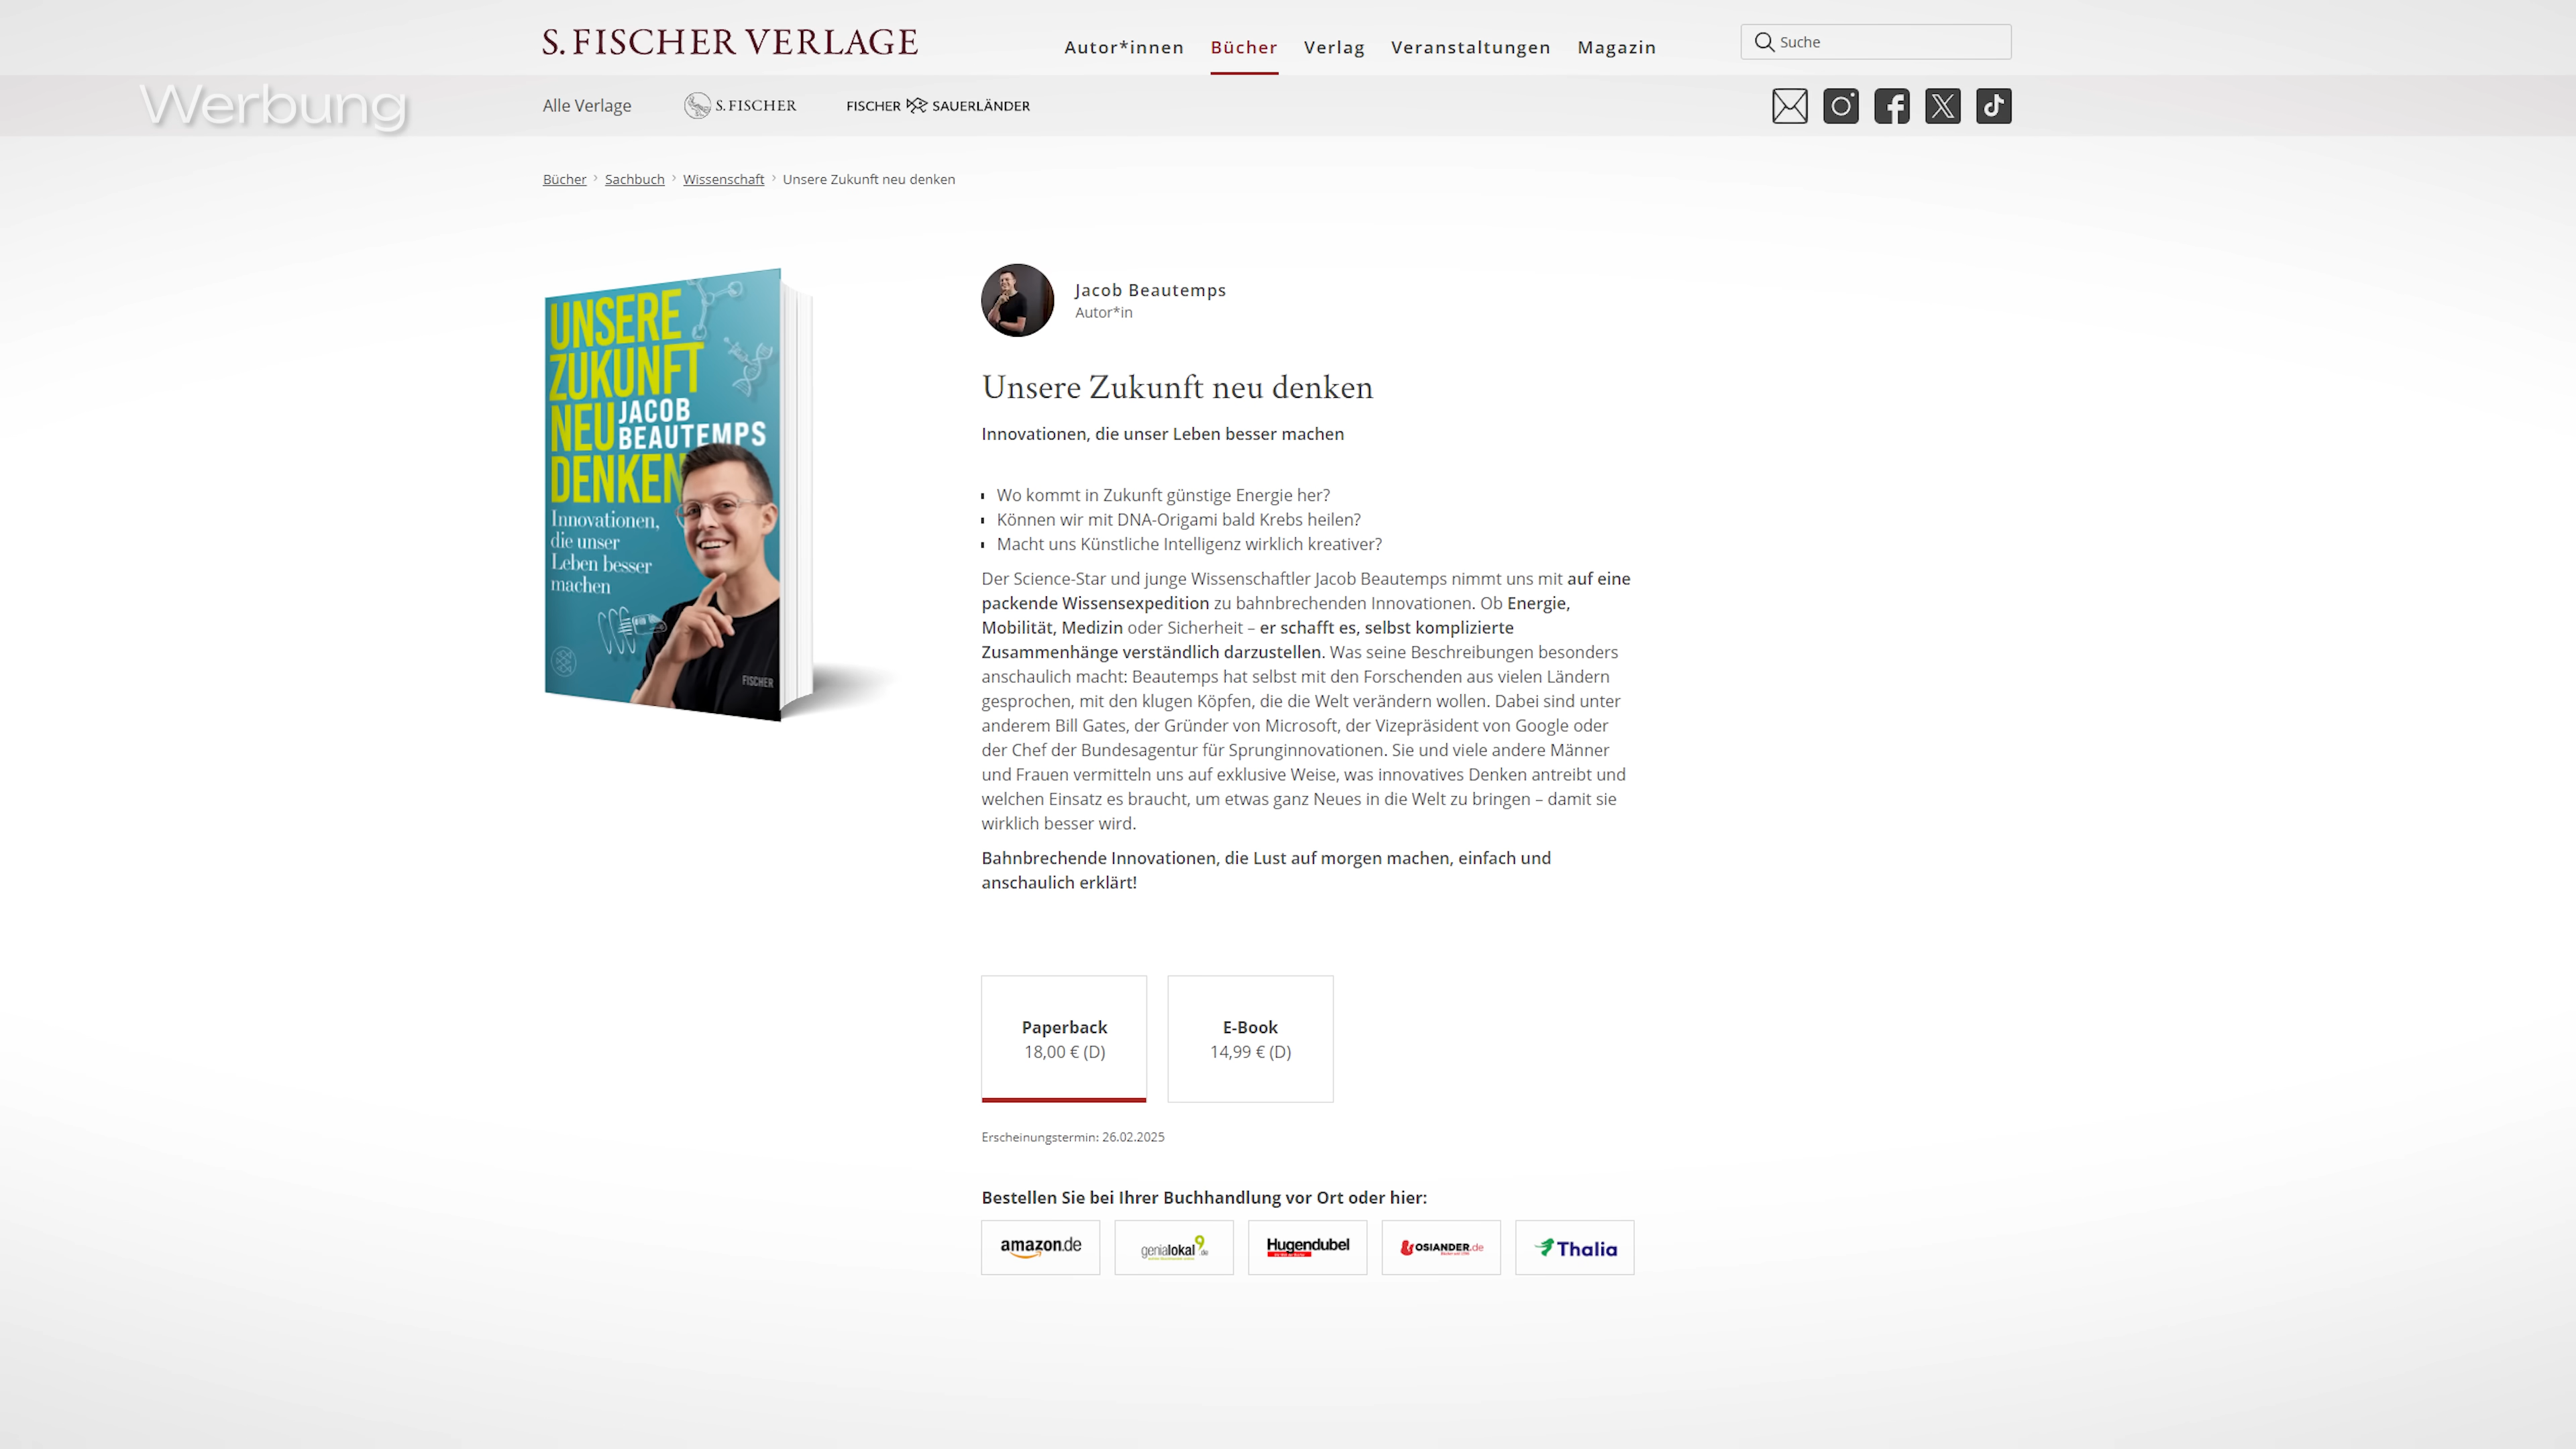 S. FISCHER VERLAGE
Autor*innen Bücher Verlag Veranstaltungen Magazin
Suche
Werbung
Alle Verlage
S. FISCHER
FISCHER SAUERLÄNDER
Bücher › Sachbuch › Wissenschaft › Unsere Zukunft neu denken
UNSERE
ZUKUNFT
NEU
JACOB
BEAUTEMPS
DENKEN
Innovationen,
die unser
Leben besser
machen
FISCHER
Jacob Beautemps
Autor*in
Unsere Zukunft neu denken
Innovationen, die unser Leben besser machen
Wo kommt in Zukunft günstige Energie her?
Können wir mit DNA-Origami bald Krebs heilen?
Macht uns Künstliche Intelligenz wirklich kreativer?
Der Science-Star und junge Wissenschaftler Jacob Beautemps nimmt uns mit auf eine
packende Wissensexpedition zu bahnbrechenden Innovationen. Ob Energie,
Mobilität, Medizin oder Sicherheit – er schafft es, selbst komplizierte
Zusammenhänge verständlich darzustellen. Was seine Beschreibungen besonders
anschaulich macht: Beautemps hat selbst mit den Forschenden aus vielen Ländern
gesprochen, mit den klugen Köpfen, die die Welt verändern wollen. Dabei sind unter
anderem Bill Gates, der Gründer von Microsoft, der Vizepräsident von Google oder
der Chef der Bundesagentur für Sprunginnovationen. Sie und viele andere Männer
und Frauen vermitteln uns auf exklusive Weise, was innovatives Denken antreibt und
welchen Einsatz es braucht, um etwas ganz Neues in die Welt zu bringen – damit sie
wirklich besser wird.
Bahnbrechende Innovationen, die Lust auf morgen machen, einfach und
anschaulich erklärt!
Paperback
18,00 € (D)
E-Book
14,99 € (D)
Erscheinungstermin: 26.02.2025
Bestellen Sie bei Ihrer Buchhandlung vor Ort oder hier:
amazon.de
genialokal.de
Hugendubel
OSIANDER.de
Thalia